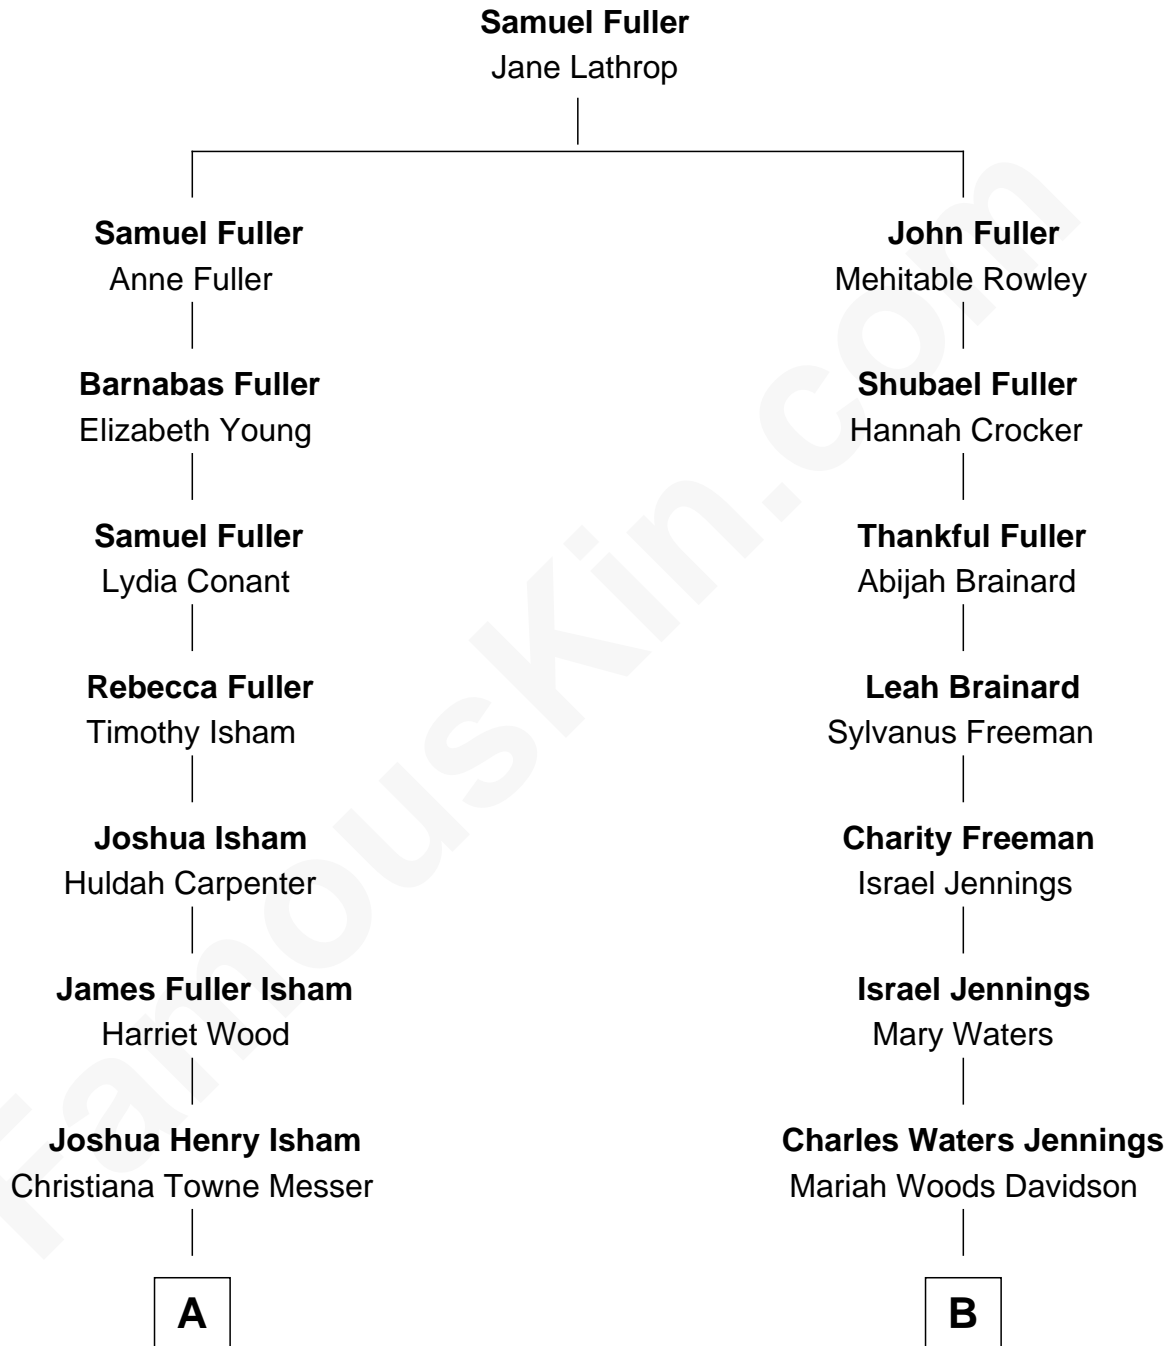 Samuel Fuller
Jane Lathrop
Samuel Fuller
Anne Fuller
John Fuller
Mehitable Rowley
Barnabas Fuller
Elizabeth Young
Shubael Fuller
Hannah Crocker
Samuel Fuller
Lydia Conant
Thankful Fuller
Abijah Brainard
Rebecca Fuller
Timothy Isham
Leah Brainard
Sylvanus Freeman
Joshua Isham
Huldah Carpenter
Charity Freeman
Israel Jennings
James Fuller Isham
Harriet Wood
Israel Jennings
Mary Waters
Joshua Henry Isham
Christiana Towne Messer
Charles Waters Jennings
Mariah Woods Davidson
A
B
FamousKin.com